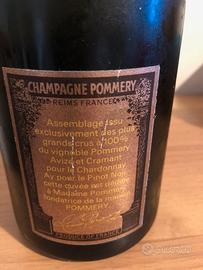 CHAMPAGNE POMMERY
REIMS FRANCE
Assemblage issu
exclusivement des plus
grands crus à 100%
du vignoble Pommery
Avize et Cramant
pour le Chardonnay
Ay pour le Pinot Noir
cette cuvée est dédiée
à Madame Pommery
fondatrice de la maison
POMMERY.
PRODUCE OF FRANCE
subito